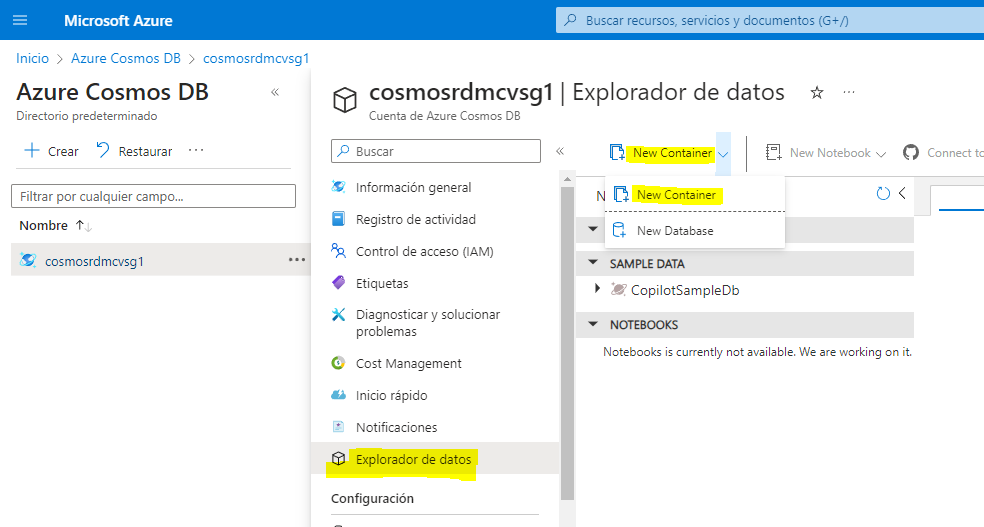 Microsoft Azure
Buscar recursos, servicios y documentos (G+/)
Inicio > Azure Cosmos DB > cosmosrdmcvsg1
Azure Cosmos DB
Directorio predeterminado
Crear
Restaurar
Filtrar por cualquier campo...
Nombre
cosmosrdmcvsg1
cosmosrdmcvsg1 | Explorador de datos
Cuenta de Azure Cosmos DB
Buscar
Información general
Registro de actividad
Control de acceso (IAM)
Etiquetas
Diagnosticar y solucionar
problemas
Cost Management
Inicio rápido
Notificaciones
Explorador de datos
Configuración
New Container
New Notebook
Connect to
New Container
New Database
N
SAMPLE DATA
CopilotSampleDb
NOTEBOOKS
Notebooks is currently not available. We are working on it.